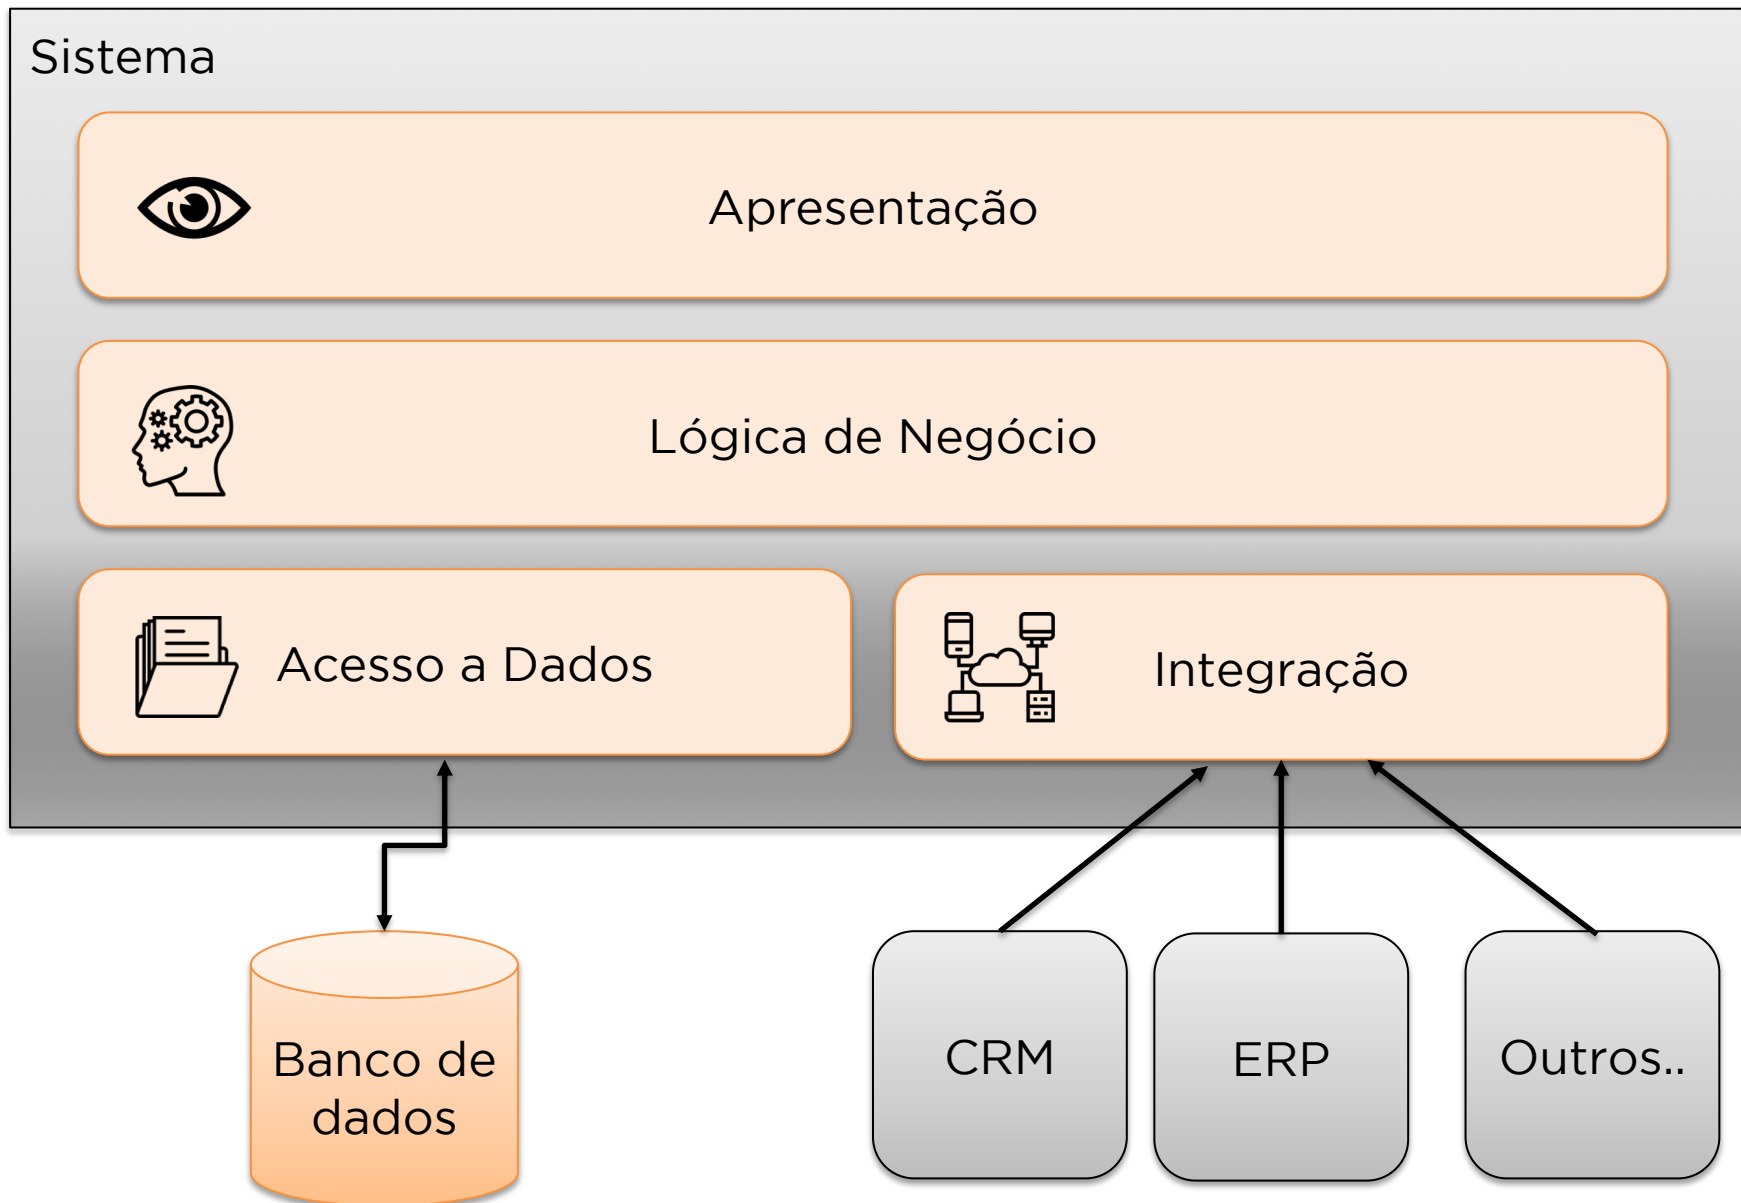 Sistema
Apresentação
Lógica de Negócio
Acesso a Dados
Integração
Banco de
dados
CRM
ERP
Outros..